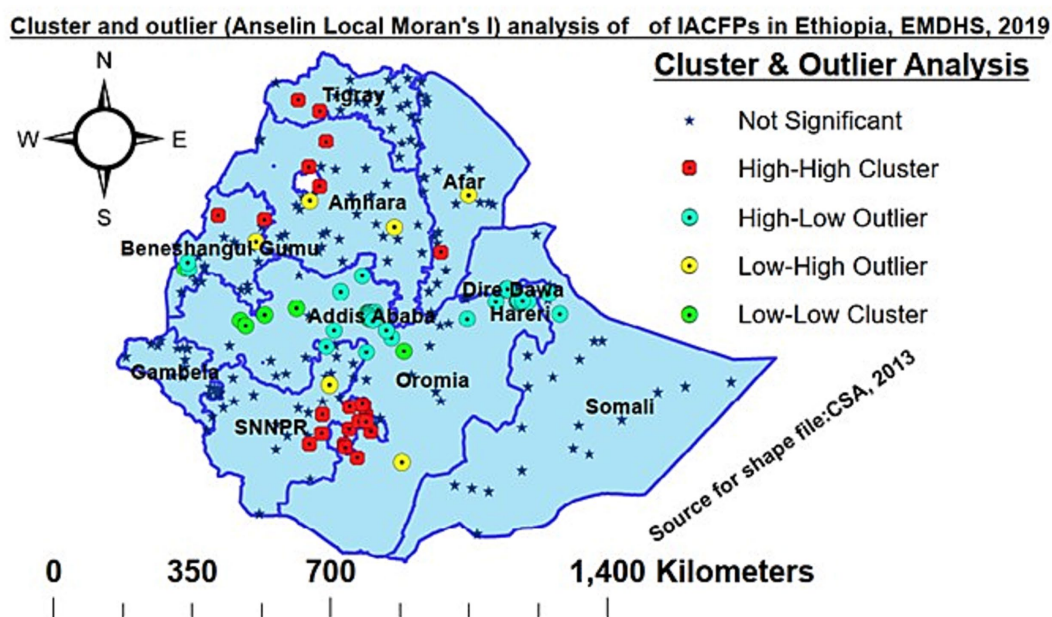 Cluster and outlier (Anselin Local Moran's I) analysis of of IACFPs in Ethiopia, EMDHS, 2019
N
W
E
S
Cluster & Outlier Analysis
Not Significant
High-High Cluster
High-Low Outlier
Low-High Outlier
Low-Low Cluster
Tigray
Afar
Amhara
Beneshangul Gumu
Dire Dawa
Hareri
Addis Ababa
Gambela
Oromia
SNNPR
Somali
Source for shape file:CSA, 2013
0 350 700 1,400 Kilometers